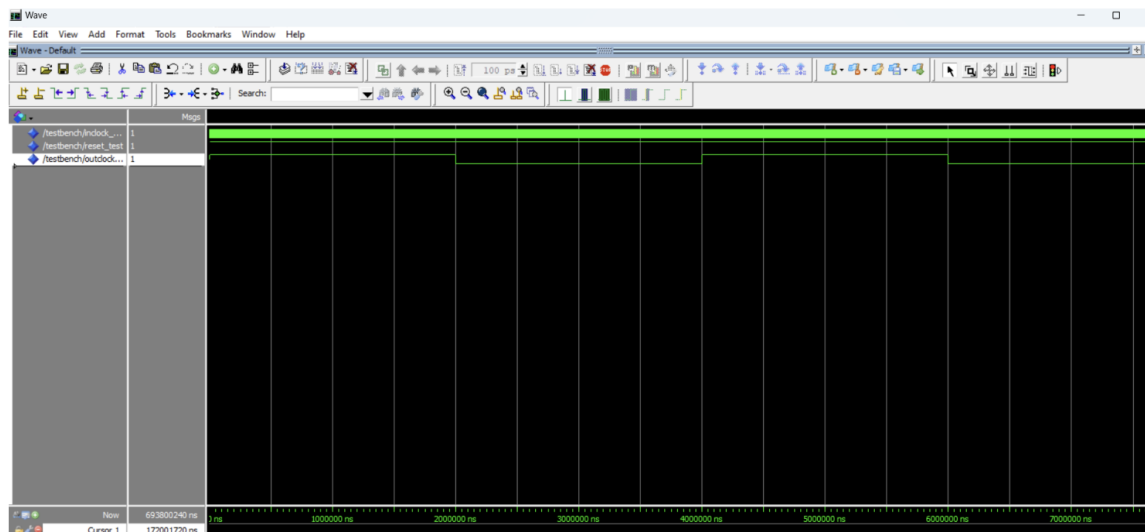 Wave
File Edit View Add Format Tools Bookmarks Window Help
Wave - Default
100 ps
Search:
Msgs
/testbench/inclock_... 1
/testbench/reset_test 1
/testbench/outclock... 1
Now 693800240 ns
ns 1000000 ns 2000000 ns 3000000 ns 4000000 ns 5000000 ns 6000000 ns 7000000 ns
Cursor 1 172001720 ns